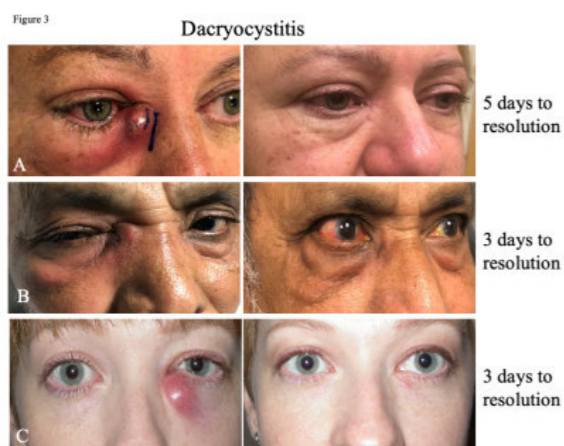 Figure 3
Dacryocystitis
5 days to
resolution
A
3 days to
resolution
B
3 days to
resolution
C